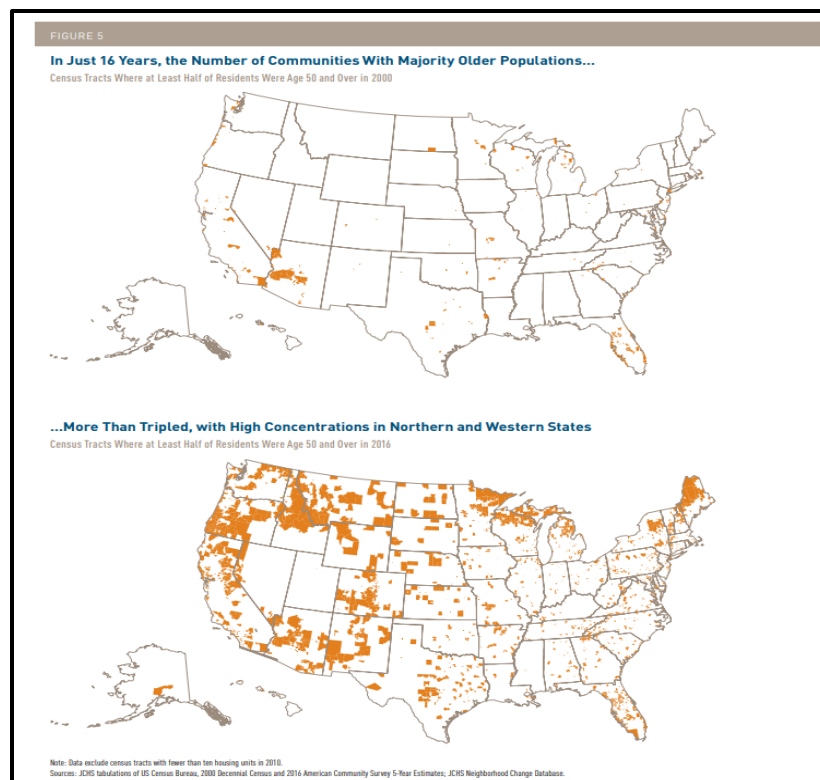 FIGURE 5
In Just 16 Years, the Number of Communities With Majority Older Populations...
Census Tracts Where at Least Half of Residents Were Age 50 and Over in 2000
...More Than Tripled, with High Concentrations in Northern and Western States
Census Tracts Where at Least Half of Residents Were Age 50 and Over in 2016
Note: Data exclude census tracts with fewer than ten housing units in 2010.
Sources: JCHS tabulations of US Census Bureau, 2000 Decennial Census and 2016 American Community Survey 5-Year Estimates; JCHS Neighborhood Change Database.